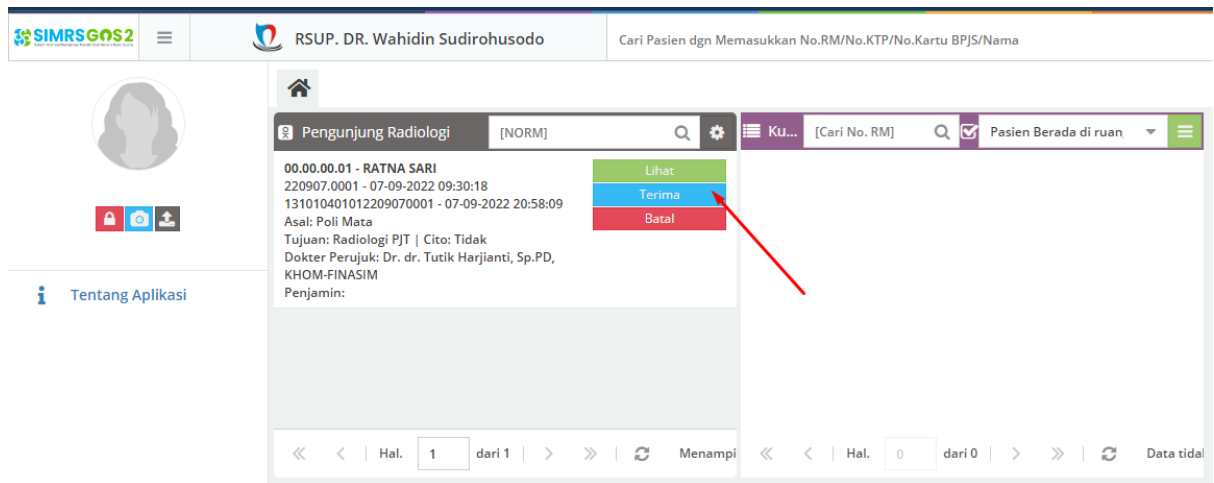 SIMRSGOS2
RSUP. DR. Wahidin Sudirohusodo
Cari Pasien dgn Memasukkan No.RM/No.KTP/No.Kartu BPJS/Nama
Tentang Aplikasi
Pengunjung Radiologi
[NORM]
00.00.00.01 - RATNA SARI
220907.0001 - 07-09-2022 09:30:18
131010401012209070001 - 07-09-2022 20:58:09
Asal: Poli Mata
Tujuan: Radiologi PJT | Cito: Tidak
Dokter Perujuk: Dr. dr. Tutik Harjianti, Sp.PD,
KHOM-FINASIM
Penjamin:
Lihat
Terima
Batal
Hal. 1 dari 1
Menampi
Ku...
[Cari No. RM]
Pasien Berada di ruan
Hal. 0 dari 0
Data tidal